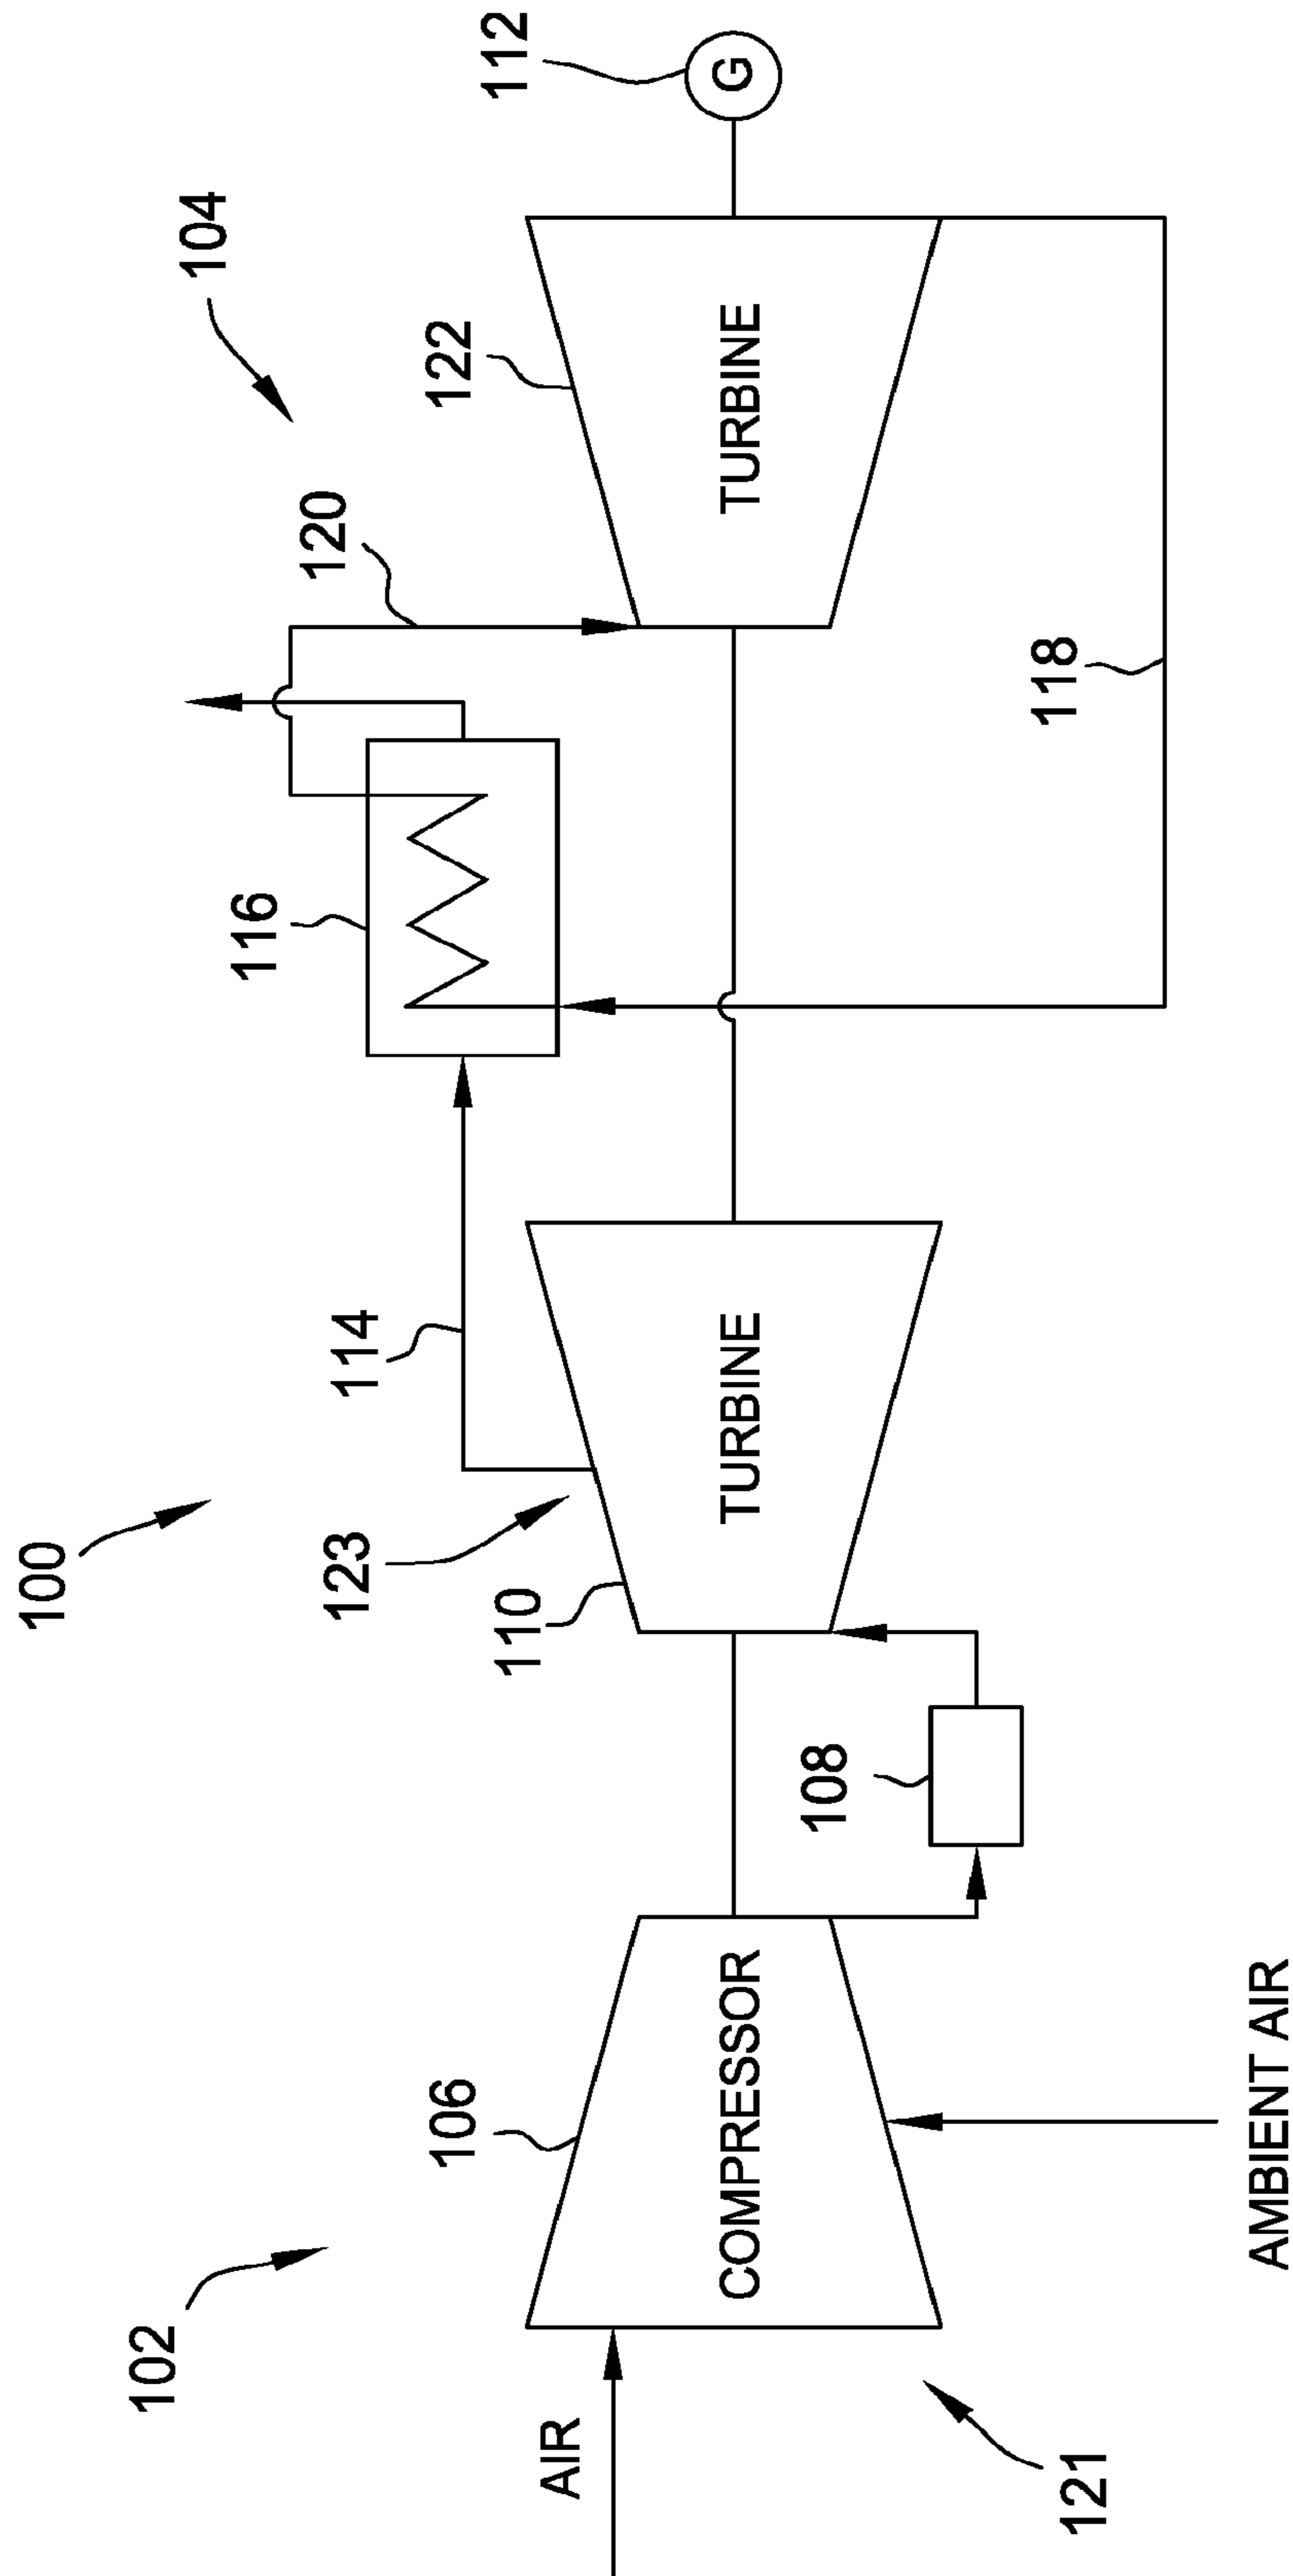 100
102
104
106
COMPRESSOR
AIR
121
AMBIENT AIR
108
110
TURBINE
123
114
116
118
120
122
TURBINE
112
G